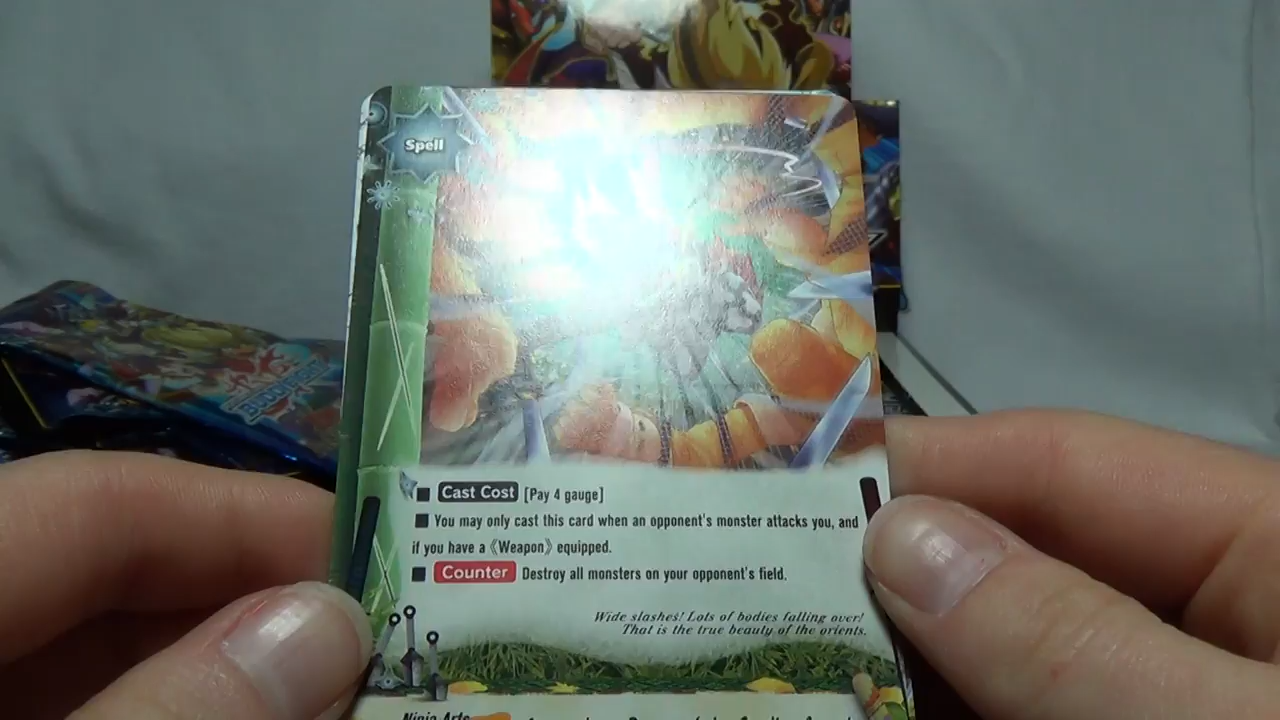 Spell
■ Cast Cost [Pay 4 gauge]
■ You may only cast this card when an opponent's monster attacks you, and
if you have a 《Weapon》 equipped.
■ Counter Destroy all monsters on your opponent's field.
Wide slashes! Lots of bodies falling over!
That is the true beauty of the orients.
Ninja Arts